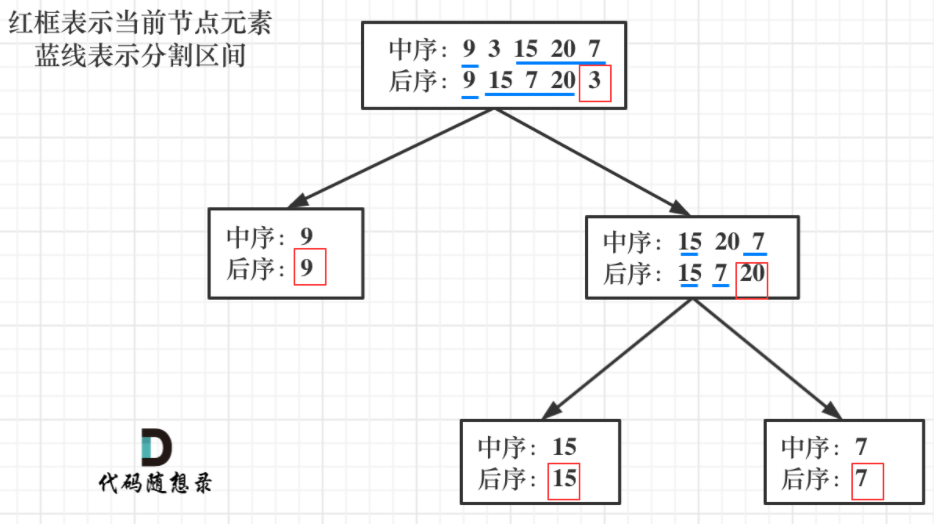 红框表示当前节点元素
蓝线表示分割区间
中序：9 3 15 20 7
后序：9 15 7 20 3
中序：9
后序：9
中序：15 20 7
后序：15 7 20
中序：15
后序：15
中序：7
后序：7
代码随想录